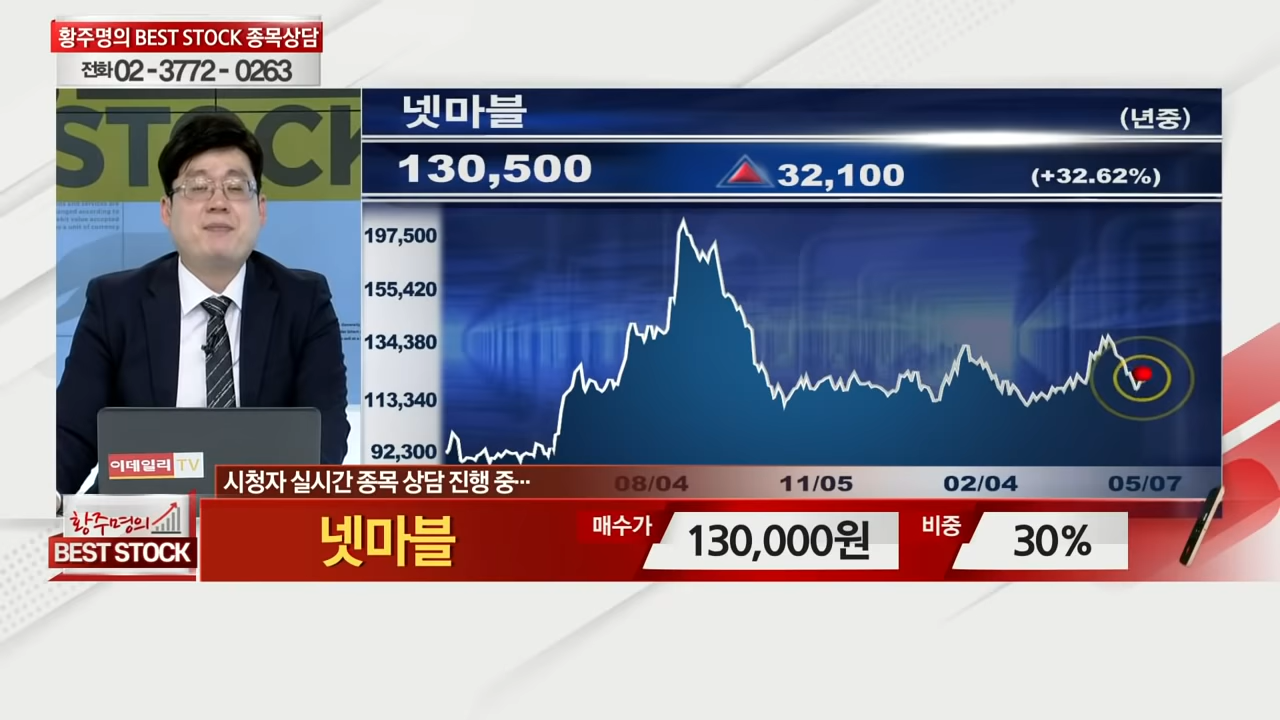 황주명의 BEST STOCK 종목상담
전화 02-3772-0263
BEST STOCK
넷마블
(년중)
130,500
32,100
(+32.62%)
197,500
155,420
134,380
113,340
92,300
08/04
11/05
02/04
05/07
이데일리 TV
시청자 실시간 종목 상담 진행 중…
황주명의
BEST STOCK
넷마블
매수가
130,000원
비중
30%